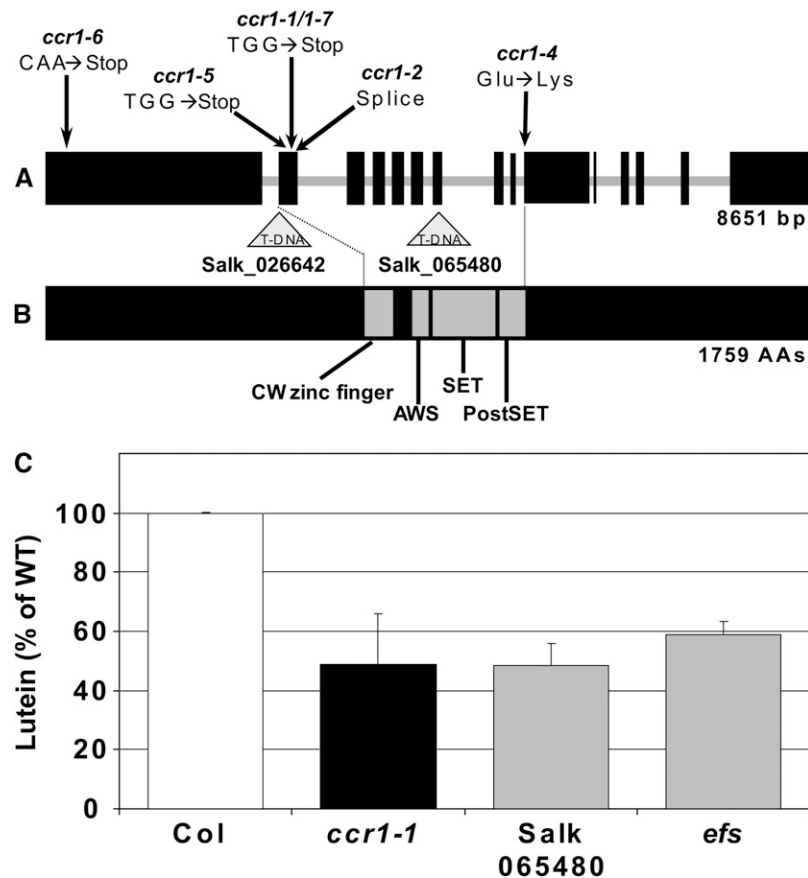 ccr1-6
CAA→Stop
ccr1-5
TGG→Stop
ccr1-1/1-7
TGG→Stop
ccr1-2
Splice
ccr1-4
Glu→Lys
A
8651 bp
T-DNA
Salk_026642
T-DNA
Salk_065480
B
1759 AAs
CW zinc finger
AWS
SET
PostSET
C
Lutein (% of WT)
100
80
60
40
20
0
Col
ccr1-1
Salk
065480
efs